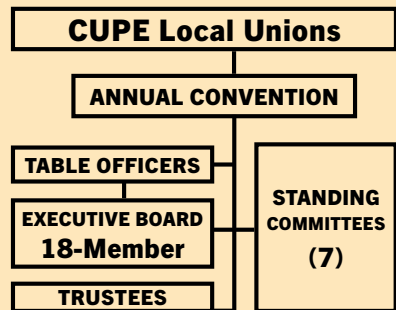 CUPE Local Unions
ANNUAL CONVENTION
TABLE OFFICERS
EXECUTIVE BOARD
18-Member
STANDING
COMMITTEES
(7)
TRUSTEES